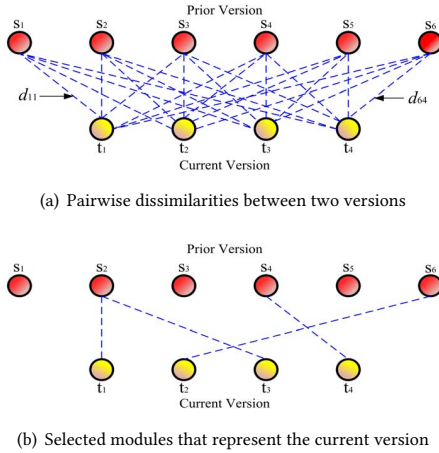 Prior Version
s1 s2 s3 s4 s5 s6
d11 d64
t1 t2 t3 t4
Current Version
(a) Pairwise dissimilarities between two versions
Prior Version
s1 s2 s3 s4 s5 s6
t1 t2 t3 t4
Current Version
(b) Selected modules that represent the current version